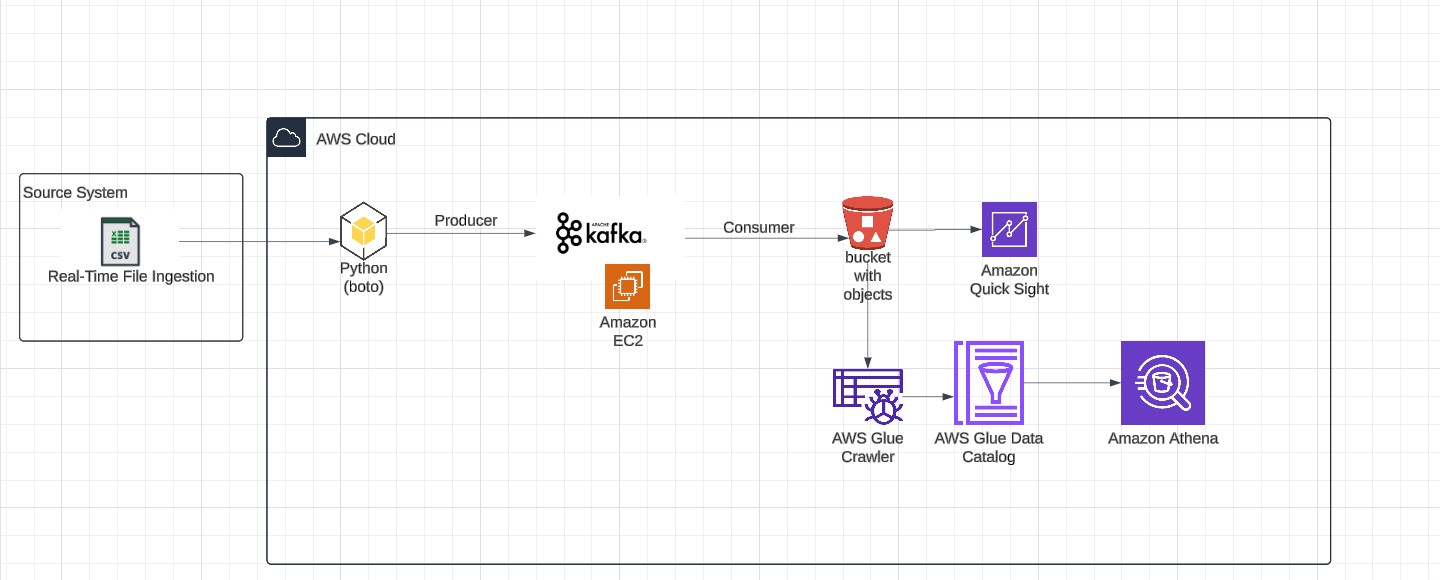 AWS Cloud
Source System
X
CSV
Real-Time File Ingestion
Python
(boto)
Producer
APACHE
kafka®
Amazon
EC2
Consumer
bucket
with
objects
Amazon
Quick Sight
AWS Glue
Crawler
AWS Glue Data
Catalog
Amazon Athena